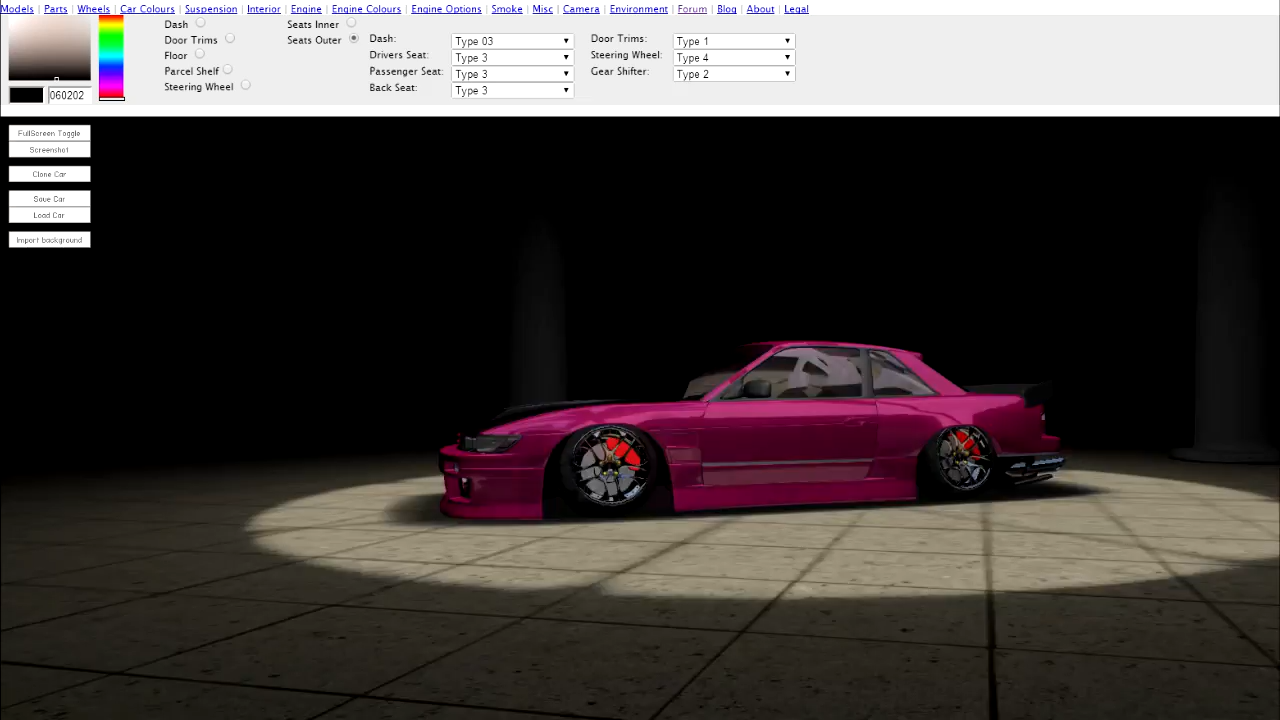 Models | Parts | Wheels | Car Colours | Suspension | Interior | Engine | Engine Colours | Engine Options | Smoke | Misc | Camera | Environment | Forum | Blog | About | Legal
Dash
Door Trims
Floor
Parcel Shelf
Steering Wheel
Seats Inner
Seats Outer
Dash: Type 03
Drivers Seat: Type 3
Passenger Seat: Type 3
Back Seat: Type 3
Door Trims: Type 1
Steering Wheel: Type 4
Gear Shifter: Type 2
060202
FullScreen Toggle
Screenshot
Clone Car
Save Car
Load Car
Import background